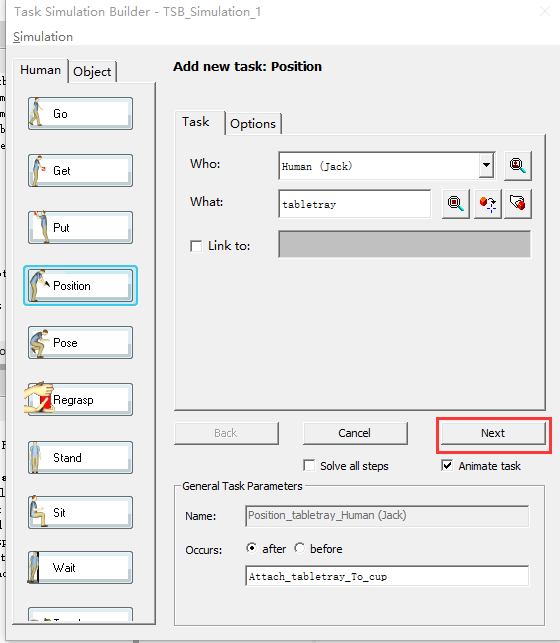 Task Simulation Builder - TSB_Simulation_1
Simulation
Human
Object
Go
Get
Put
Position
Pose
Regrasp
Stand
Sit
Wait
Add new task: Position
Task
Options
Who:
Human (Jack)
What:
tabletray
Link to:
Back
Cancel
Next
Solve all steps
Animate task
General Task Parameters
Name:
Position_tabletray_Human (Jack)
Occurs:
after
before
Attach_tabletray_To_cup